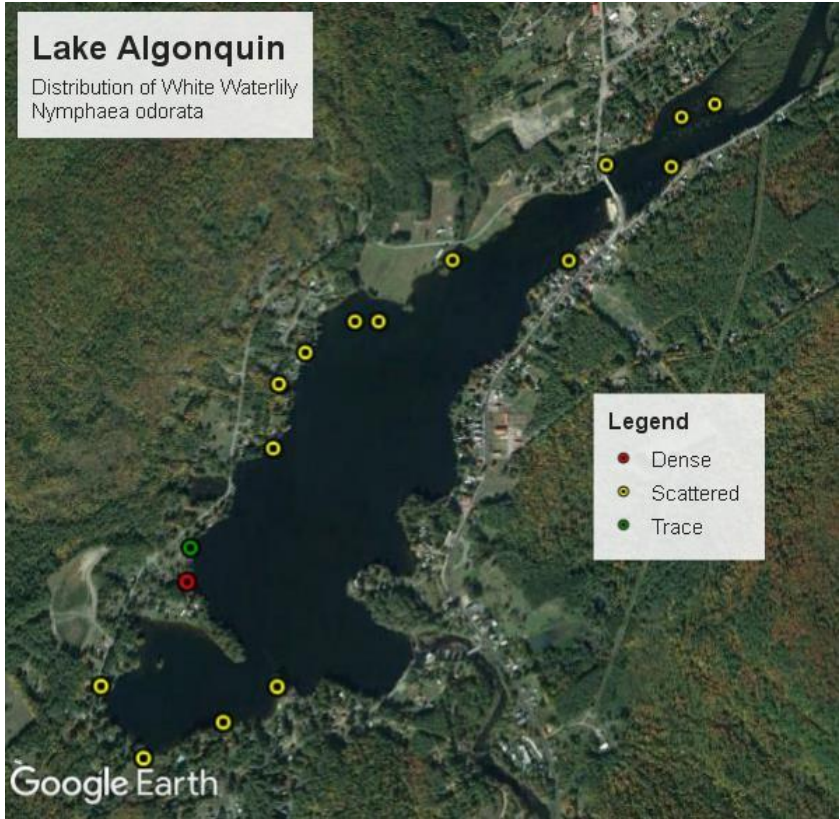 Lake Algonquin
Distribution of White Waterlily
Nymphaea odorata
Legend
Dense
Scattered
Trace
Google Earth